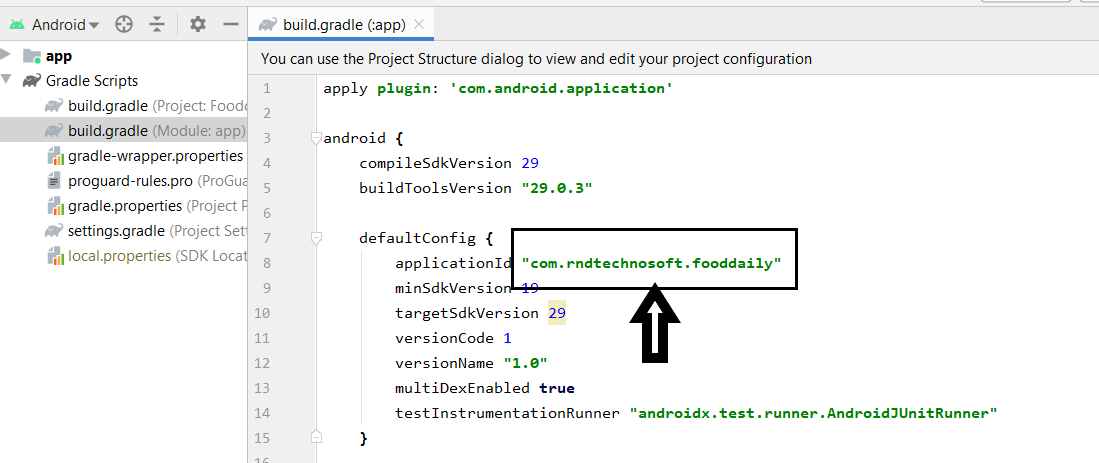 Android
build.gradle (:app)
app
Gradle Scripts
build.gradle (Project: Foodd
build.gradle (Module: app)
gradle-wrapper.properties
proguard-rules.pro (ProGua
gradle.properties (Project P
settings.gradle (Project Sett
local.properties (SDK Locat
You can use the Project Structure dialog to view and edit your project configuration
1 apply plugin: 'com.android.application'
2
3 android {
4 compileSdkVersion 29
5 buildToolsVersion "29.0.3"
6
7 defaultConfig {
8 applicationId "com.rndtechnosoft.fooddaily"
9 minSdkVersion 19
10 targetSdkVersion 29
11 versionCode 1
12 versionName "1.0"
13 multiDexEnabled true
14 testInstrumentationRunner "androidx.test.runner.AndroidJUnitRunner"
15 }
16